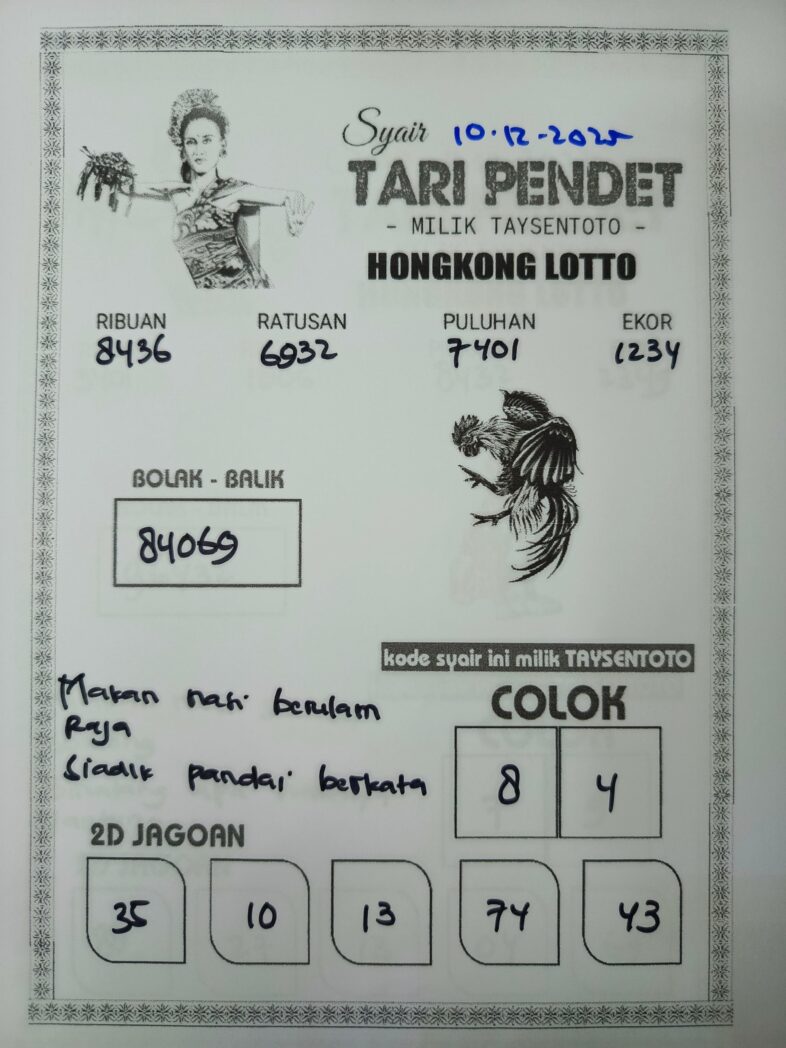 Syair 10-12-2025
TARI PENDET
- MILIK TAYSENTOTO -
HONGKONG LOTTO
RIBUAN RATUSAN PULUHAN EKOR
8436 6932 7401 1234
BOLAK - BALIK
84069
kode syair ini milik TAYSENTOTO
Makan nasi berulam
Raja
Siadik pandai berkata
COLOK
8 4
2D JAGOAN
35 10 13 74 43